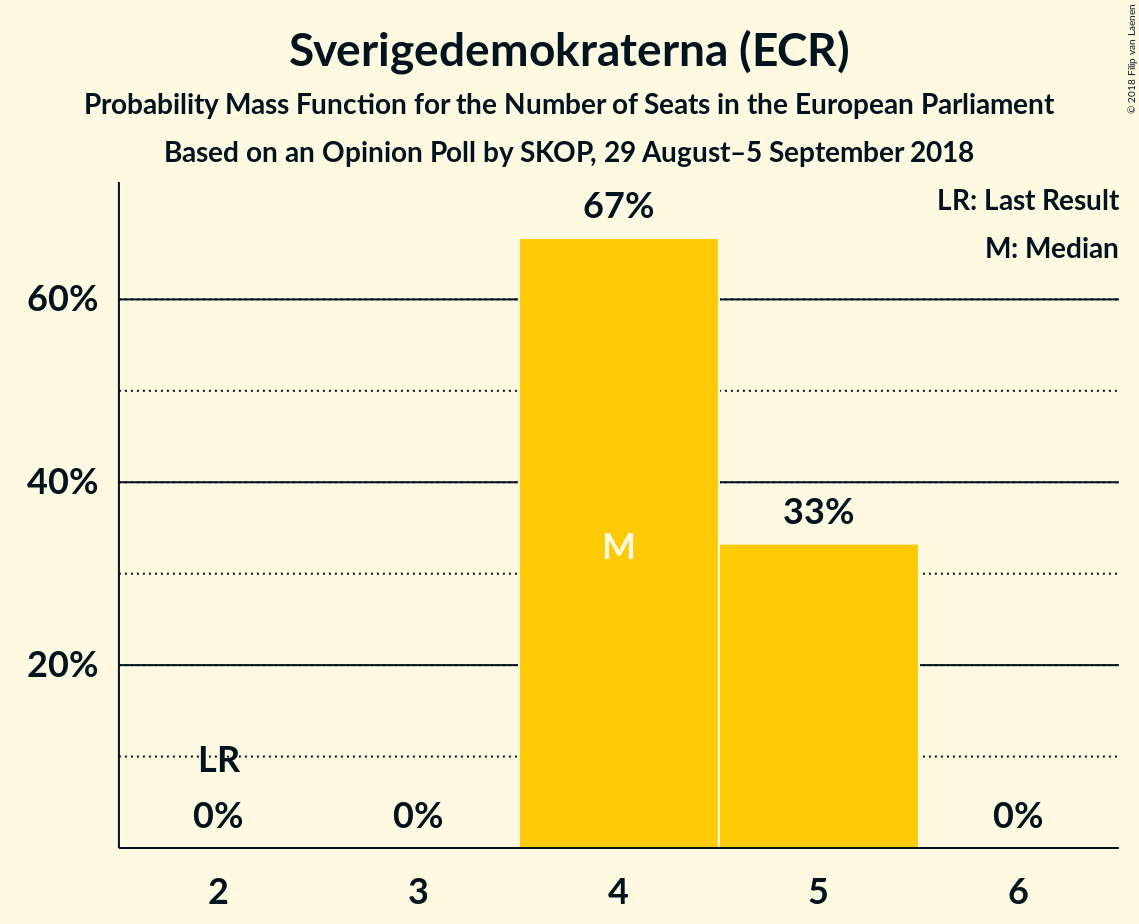 Sverigedemokraterna (ECR)
Probability Mass Function for the Number of Seats in the European Parliament
Based on an Opinion Poll by SKOP, 29 August–5 September 2018
© 2018 Filip van Laenen
LR: Last Result
M: Median
67%
60%
40%
33%
M
20%
LR
0%
0%
0%
2
3
4
5
6